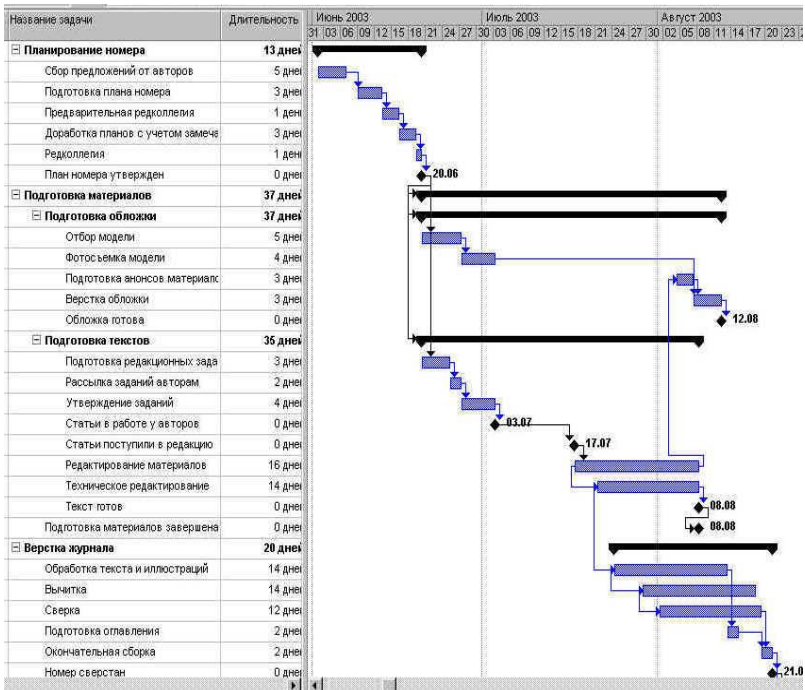 Название задачи Длительность Июнь 2003 Июль 2003 Август 2003
31 03 06 09 12 15 18 21 24 27 30 03 06 09 12 15 18 21 24 27 30 02 05 08 11 14 17 20 23
Планирование номера 13 дней
Сбор предложений от авторов 5 дней
Подготовка плана номера 3 дней
Предварительная редколлегия 1 день
Доработка планов с учетом замеча 3 дней
Редколлегия 1 день
План номера утвержден 0 дней 20.06
Подготовка материалов 37 дней
Подготовка обложки 37 дней
Отбор модели 5 дней
Фотосъемка модели 4 дней
Подготовка анонсов материалс 3 дней
Верстка обложки 3 дней
Обложка готова 0 дней 12.08
Подготовка текстов 35 дней
Подготовка редакционных зада 3 дней
Рассылка заданий авторам 2 дней
Утверждение заданий 4 дней
Статьи в работе у авторов 0 дней 03.07
Статьи поступили в редакцию 0 дней 17.07
Редактирование материалов 16 дней
Техническое редактирование 14 дней
Текст готов 0 дней 08.08
Подготовка материалов завершена 0 дней 08.08
Верстка журнала 20 дней
Обработка текста и иллюстраций 14 дней
Вычитка 14 дней
Сверка 12 дней
Подготовка оглавления 2 дней
Окончательная сборка 2 дней
Номер сверстан 0 дней 21.0